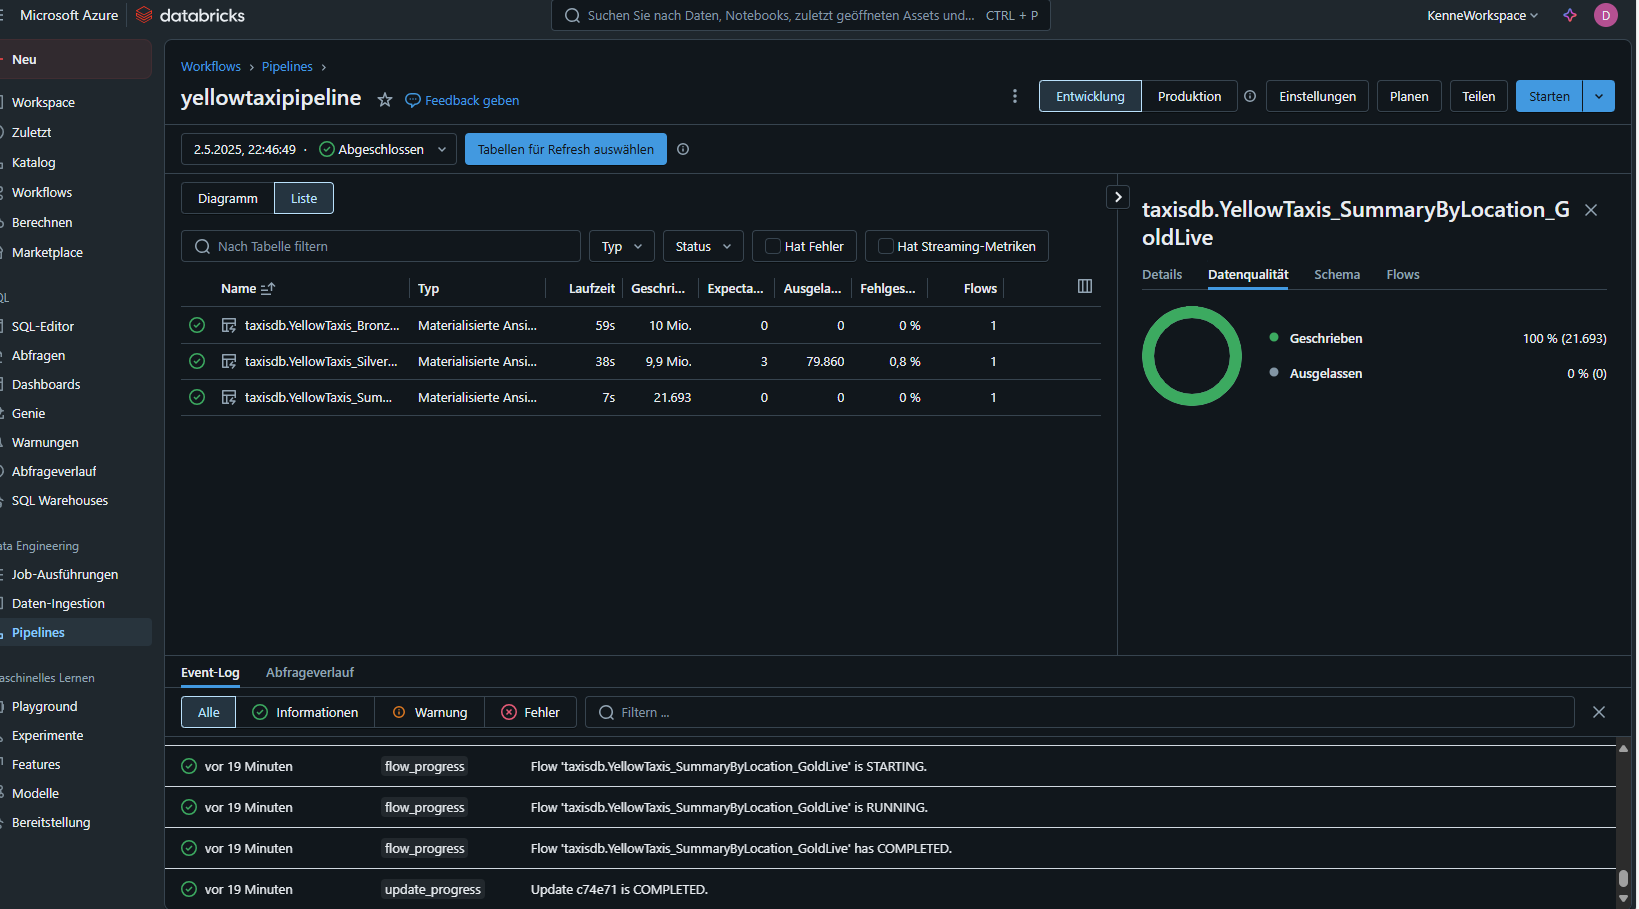 Microsoft Azure
databricks
Suchen Sie nach Daten, Notebooks, zuletzt geöffneten Assets und... CTRL + P
KenneWorkspace
D
Neu
Workspace
Zuletzt
Katalog
Workflows
Berechnen
Marketplace
SQL-Editor
Abfragen
Dashboards
Genie
Warnungen
Abfrageverlauf
SQL Warehouses
Engineering
Job-Ausführungen
Daten-Ingestion
Pipelines
Lernen
Playground
Experimente
Features
Modelle
Bereitstellung
Workflows › Pipelines ›
yellowtaxipipeline
Feedback geben
Entwicklung
Produktion
Einstellungen
Planen
Teilen
Starten
2.5.2025, 22:46:49 · Abgeschlossen
Tabellen für Refresh auswählen
Diagramm
Liste
Nach Tabelle filtern
Typ
Status
Hat Fehler
Hat Streaming-Metriken
Name Typ Laufzeit Geschri... Expecta... Ausgela... Fehlges... Flows
taxisdb.YellowTaxis_Bronz... Materialisierte Ansi... 59s 10 Mio. 0 0 0 % 1
taxisdb.YellowTaxis_Silver... Materialisierte Ansi... 38s 9,9 Mio. 3 79.860 0,8 % 1
taxisdb.YellowTaxis_Sum... Materialisierte Ansi... 7s 21.693 0 0 0 % 1
taxisdb.YellowTaxis_SummaryByLocation_G
oldLive
Details
Datenqualität
Schema
Flows
Geschrieben 100 % (21.693)
Ausgelassen 0 % (0)
Event-Log
Abfrageverlauf
Alle
Informationen
Warnung
Fehler
Filtern ...
vor 19 Minuten flow_progress Flow 'taxisdb.YellowTaxis_SummaryByLocation_GoldLive' is STARTING.
vor 19 Minuten flow_progress Flow 'taxisdb.YellowTaxis_SummaryByLocation_GoldLive' is RUNNING.
vor 19 Minuten flow_progress Flow 'taxisdb.YellowTaxis_SummaryByLocation_GoldLive' has COMPLETED.
vor 19 Minuten update_progress Update c74e71 is COMPLETED.